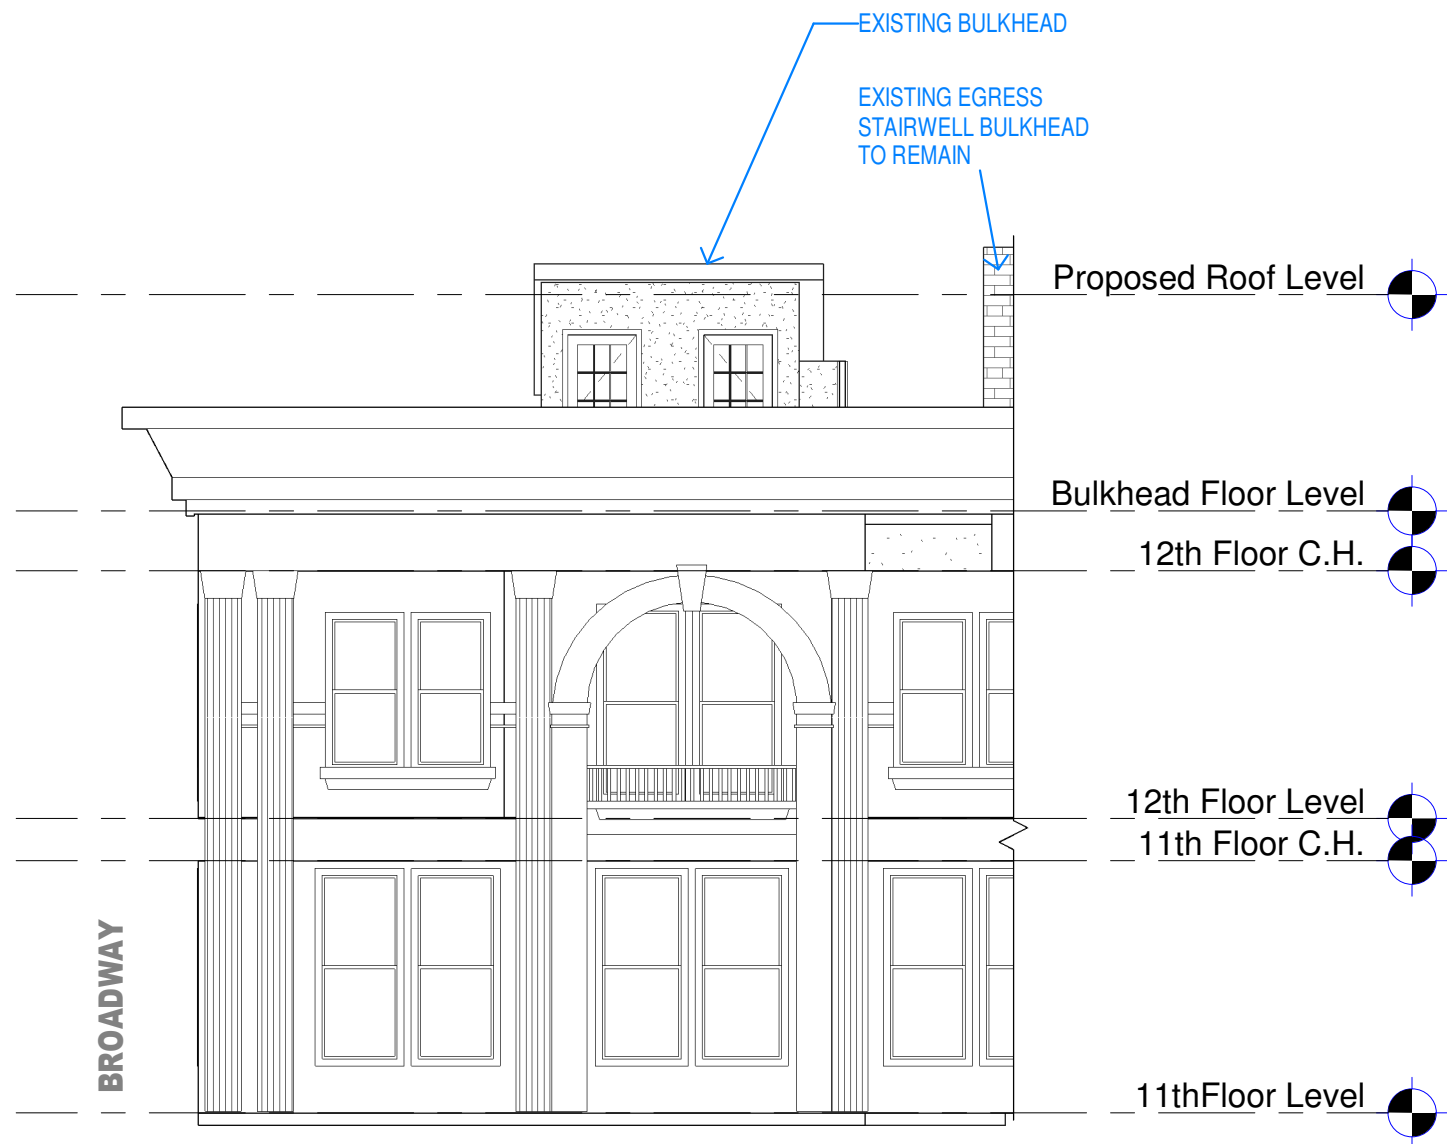 EXISTING BULKHEAD
EXISTING EGRESS
STAIRWELL BULKHEAD
TO REMAIN
Proposed Roof Level
Bulkhead Floor Level
12th Floor C.H.
12th Floor Level
11th Floor C.H.
BROADWAY
11thFloor Level